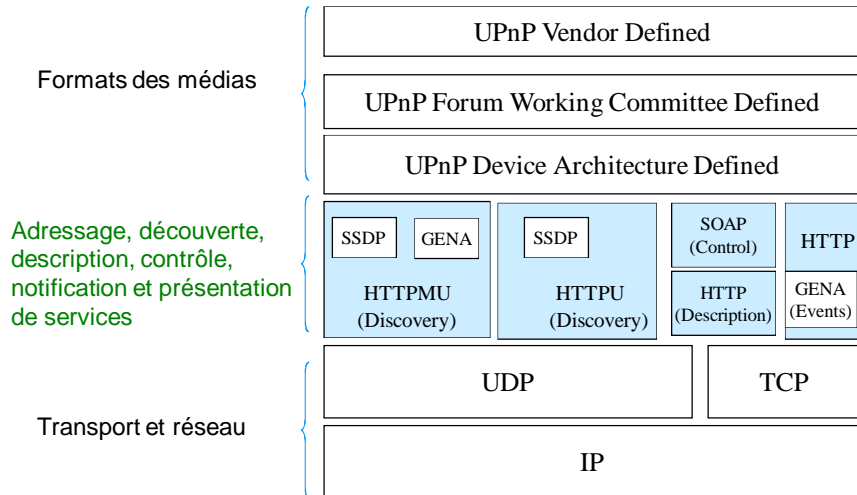 UPnP Vendor Defined
Formats des médias
UPnP Forum Working Committee Defined
UPnP Device Architecture Defined
Adressage, découverte,
description, contrôle,
notification et présentation
de services
SSDP
GENA
HTTPMU
(Discovery)
SSDP
HTTPU
(Discovery)
SOAP
(Control)
HTTP
(Description)
HTTP
GENA
(Events)
Transport et réseau
UDP
TCP
IP